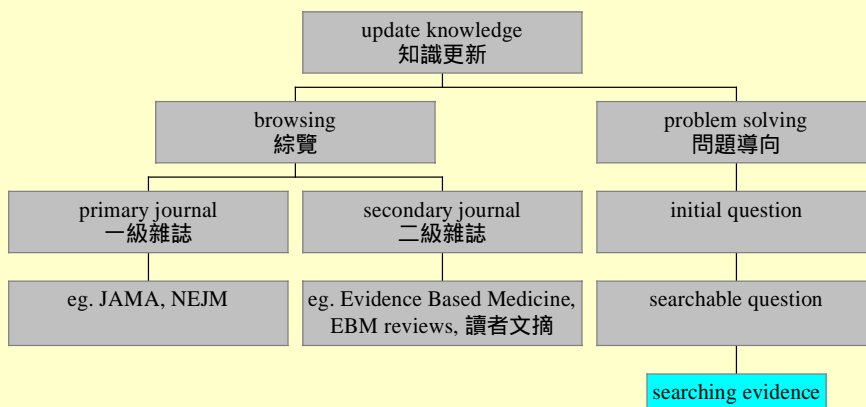 update knowledge
知識更新
browsing
綜覽
problem solving
問題導向
primary journal
一級雜誌
secondary journal
二級雜誌
initial question
eg. JAMA, NEJM
eg. Evidence Based Medicine,
EBM reviews, 讀者文摘
searchable question
searching evidence